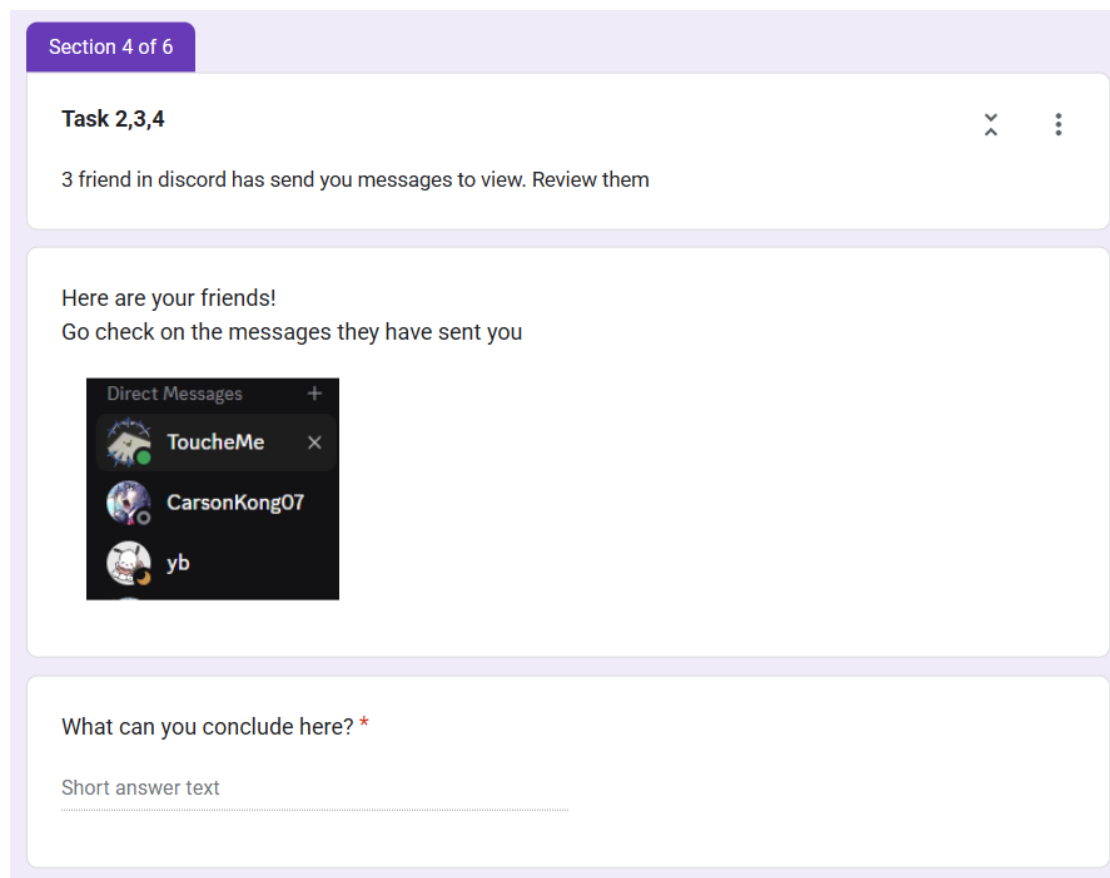 Section 4 of 6
Task 2,3,4
3 friend in discord has send you messages to view. Review them
Here are your friends!
Go check on the messages they have sent you
Direct Messages +
ToucheMe
CarsonKong07
yb
What can you conclude here? *
Short answer text